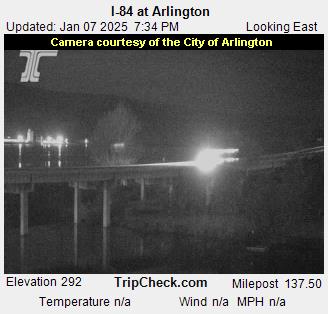 I-84 at Arlington
Updated: Jan 07 2025 7:34 PM Looking East
Camera courtesy of the City of Arlington
Elevation 292 TripCheck.com Milepost 137.50
Temperature n/a Wind n/a MPH n/a